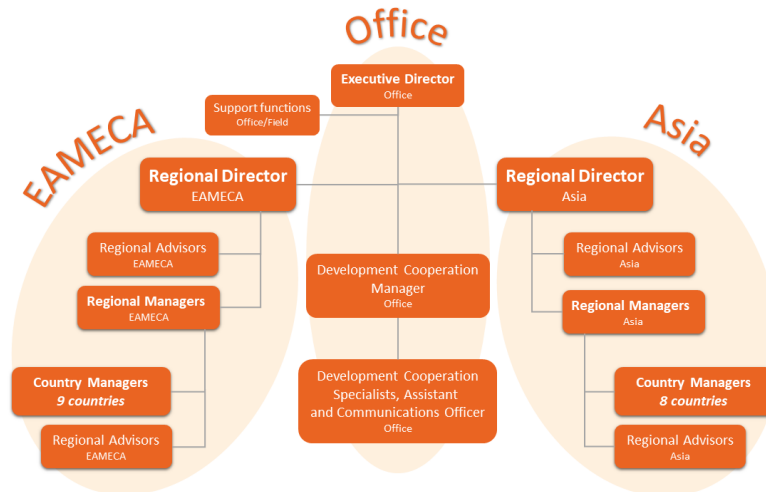 Office
EAMECA
Asia
Executive Director
Office
Support functions
Office/Field
Regional Director
EAMECA
Regional Director
Asia
Regional Advisors
EAMECA
Regional Managers
EAMECA
Country Managers
9 countries
Regional Advisors
EAMECA
Development Cooperation
Manager
Office
Development Cooperation
Specialists, Assistant
and Communications Officer
Office
Regional Advisors
Asia
Regional Managers
Asia
Country Managers
8 countries
Regional Advisors
Asia